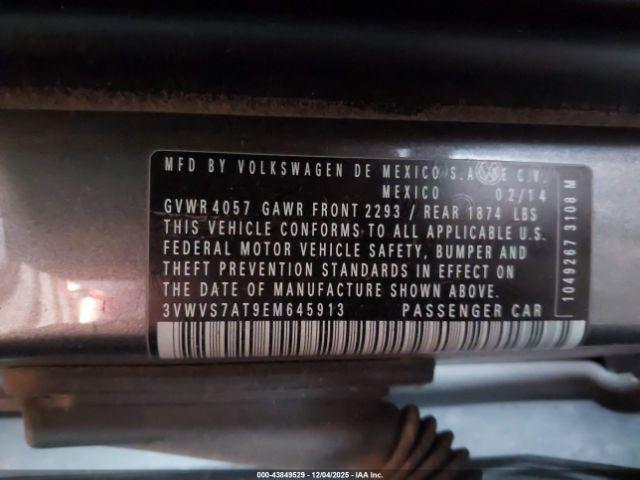 MFD BY VOLKSWAGEN DE MEXICO S.A. DE C.V.
MEXICO 02/14
GVWR 4057 GAWR FRONT 2293 / REAR 1874 LBS
THIS VEHICLE CONFORMS TO ALL APPLICABLE U.S.
FEDERAL MOTOR VEHICLE SAFETY, BUMPER AND
THEFT PREVENTION STANDARDS IN EFFECT ON
THE DATE OF MANUFACTURE SHOWN ABOVE.
3VWVS7AT9EM645913 PASSENGER CAR
1049267 3108 M
000-43849529 - 12/04/2025 - IAA Inc.